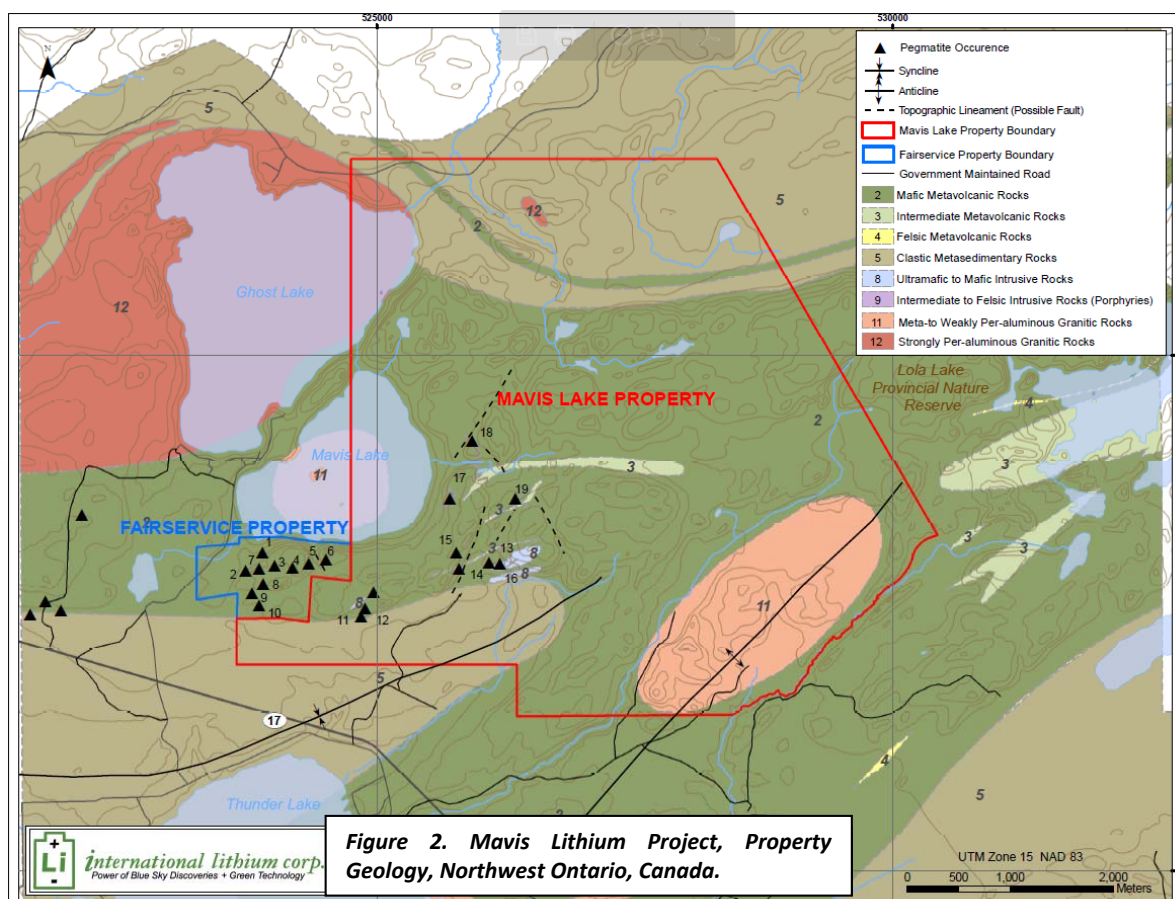 525000
530000
N
Pegmatite Occurence
Syncline
Anticline
Topographic Lineament (Possible Fault)
Mavis Lake Property Boundary
Fairservice Property Boundary
Government Maintained Road
2 Mafic Metavolcanic Rocks
3 Intermediate Metavolcanic Rocks
4 Felsic Metavolcanic Rocks
5 Clastic Metasedimentary Rocks
8 Ultramafic to Mafic Intrusive Rocks
9 Intermediate to Felsic Intrusive Rocks (Porphyries)
11 Meta-to Weakly Per-aluminous Granitic Rocks
12 Strongly Per-aluminous Granitic Rocks
5
5
2
12
Ghost Lake
12
Lola Lake
Provincial Nature
Reserve
MAVIS LAKE PROPERTY
4
2
18
Mavis Lake
11
3
3
17
19
3
FAIRSERVICE PROPERTY
2
1
5
6
7
3
4
2
8
9
10
15
3
13
8
14
16
8
3
3
8
11
12
11
5
17
4
5
Thunder Lake
2
+
Li
-
international lithium corp.
Power of Blue Sky Discoveries + Green Technology
Figure 2. Mavis Lithium Project, Property
Geology, Northwest Ontario, Canada.
UTM Zone 15 NAD 83
0 500 1,000 2,000
Meters